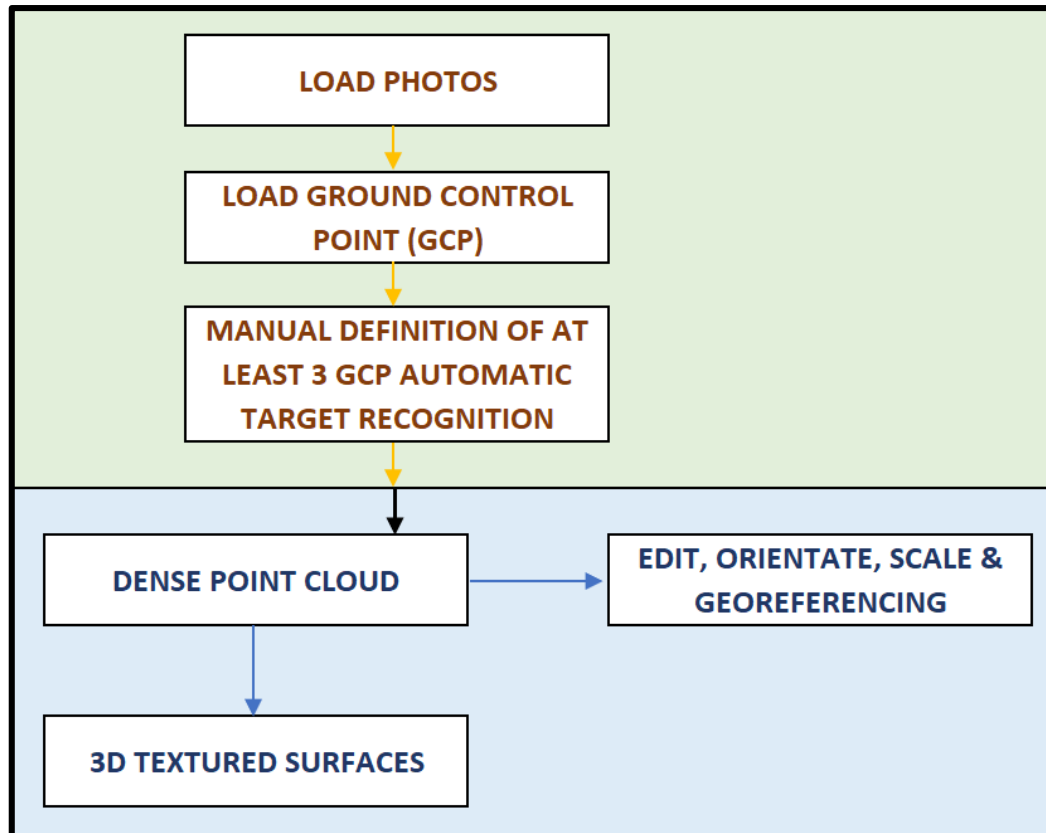 LOAD PHOTOS
LOAD GROUND CONTROL
POINT (GCP)
MANUAL DEFINITION OF AT
LEAST 3 GCP AUTOMATIC
TARGET RECOGNITION
DENSE POINT CLOUD
EDIT, ORIENTATE, SCALE &
GEOREFERENCING
3D TEXTURED SURFACES